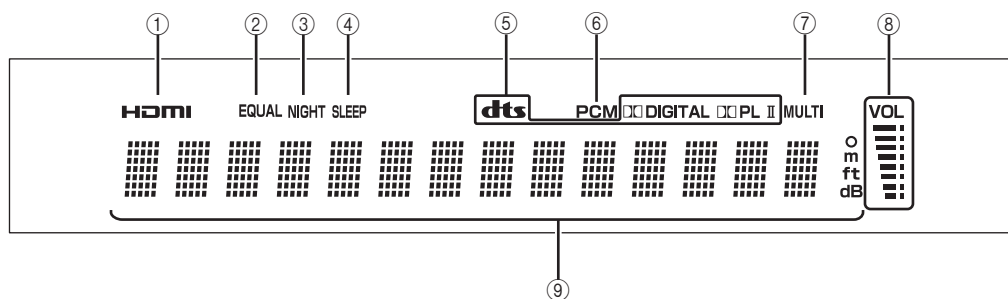 ① ② ③ ④ ⑤ ⑥ ⑦ ⑧
HDMI EQUAL NIGHT SLEEP dts PCM DIGITAL PL II MULTI VOL
o
m
ft
dB
⑨